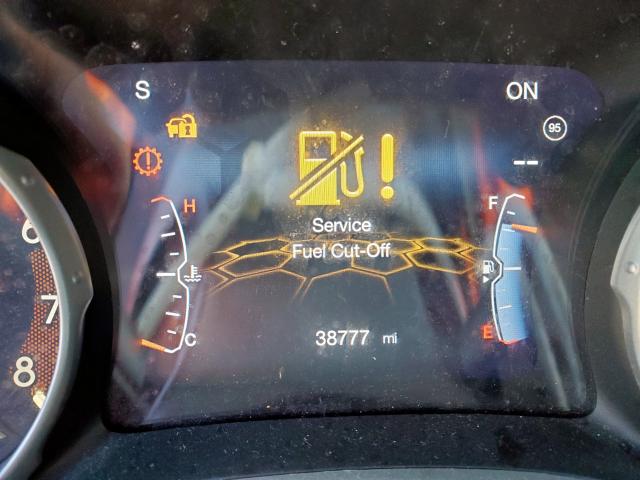 S
ON
95
--
H
F
6
Service
Fuel Cut-Off
7
C
E
38777 mi
8